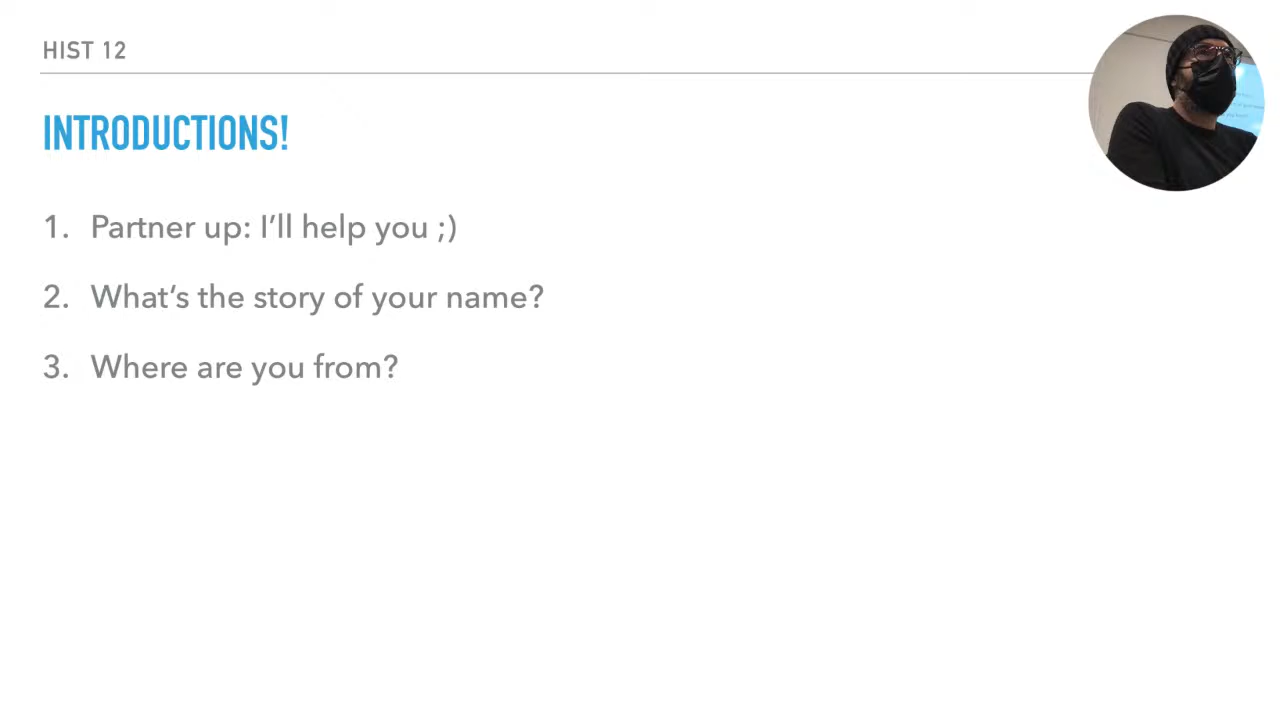 HIST 12
INTRODUCTIONS!
1. Partner up: I’ll help you ;)
2. What’s the story of your name?
3. Where are you from?